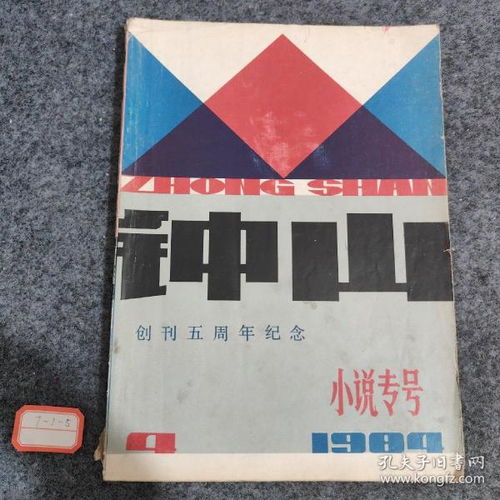 ZHONG SHAN
钟山
创刊五周年纪念
小说专号
4 1984
7-1-5
孔夫子旧书网
www.kongfz.com